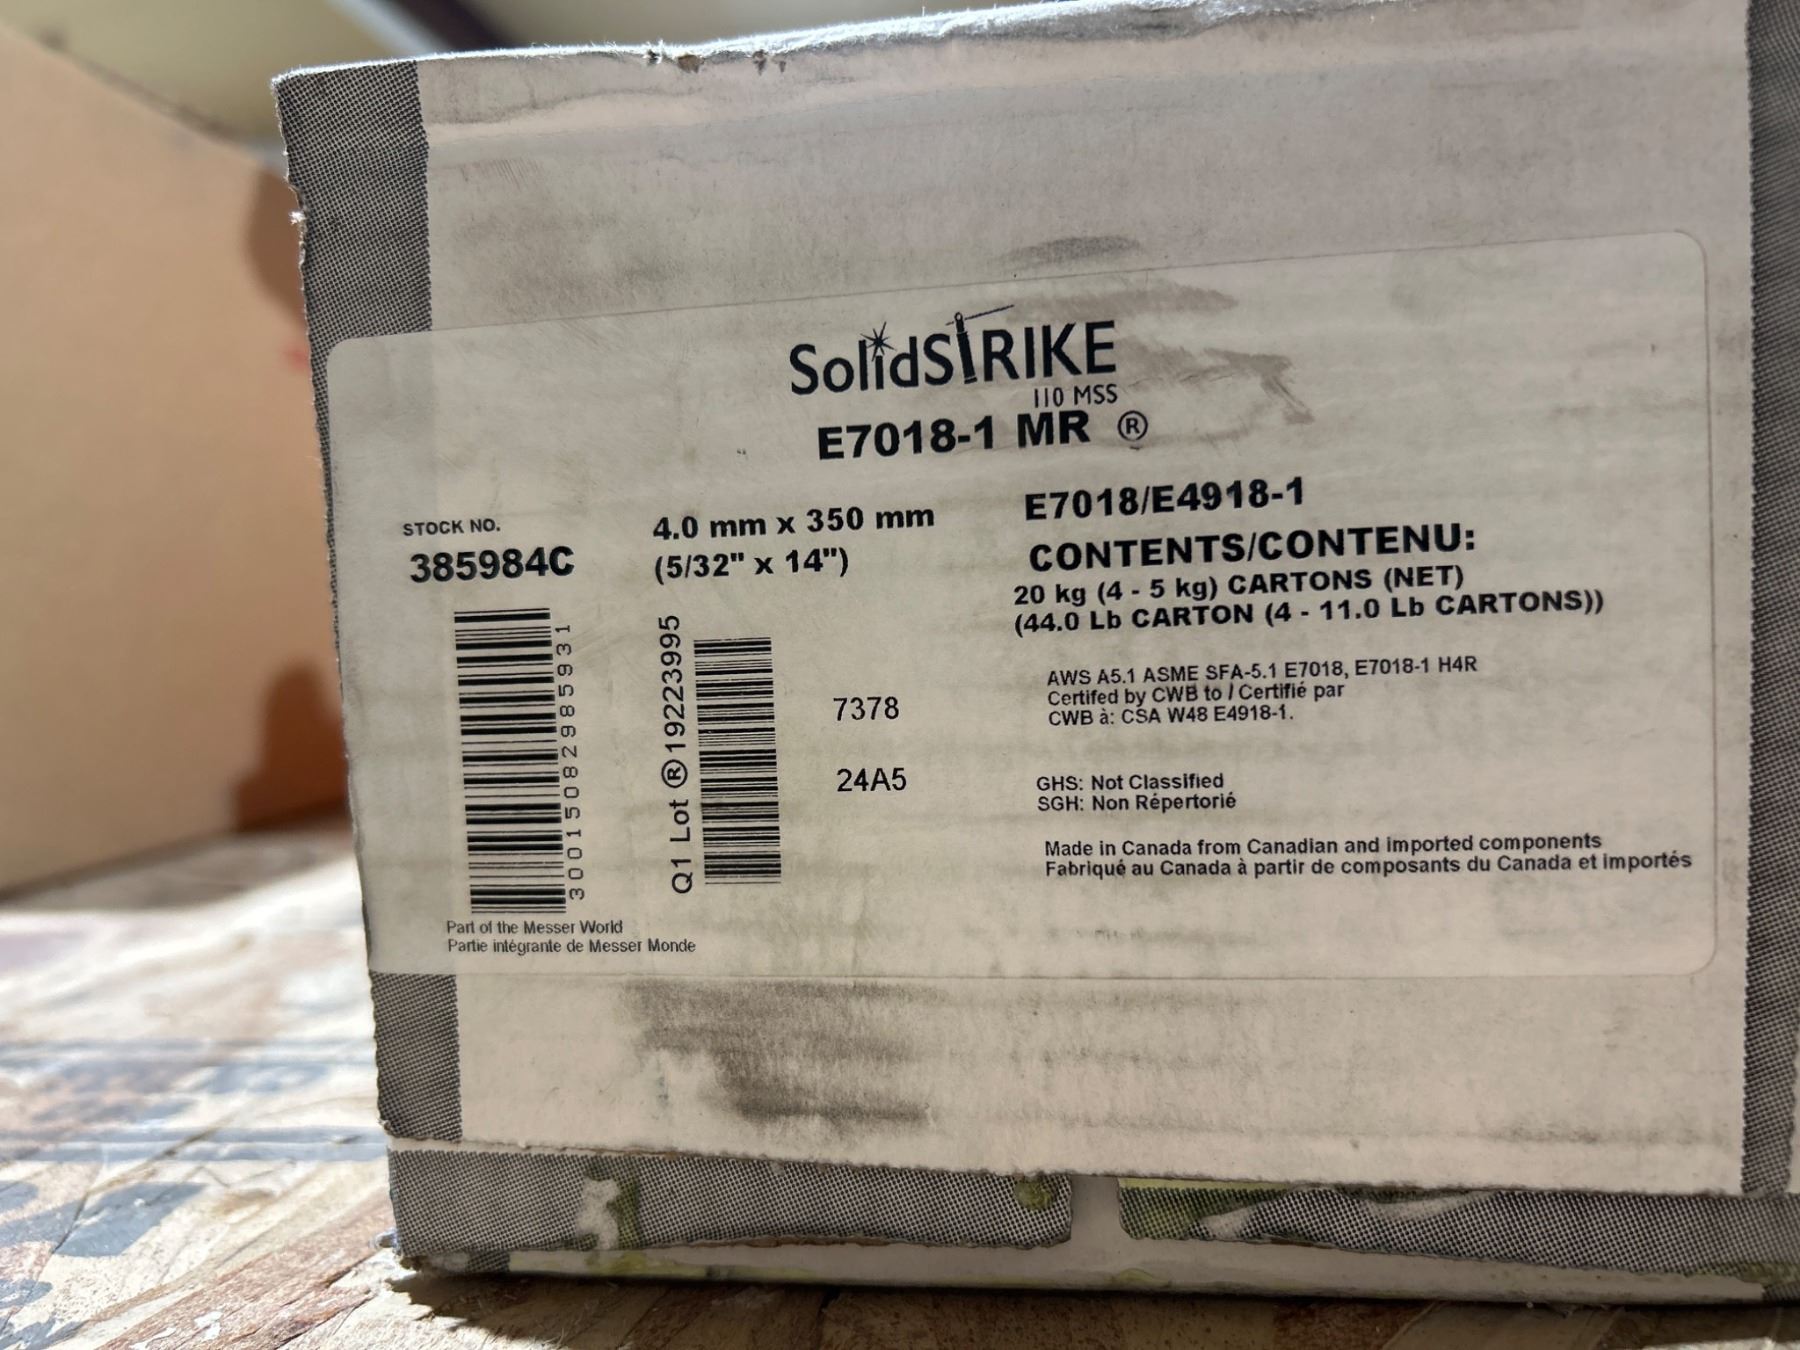 SolidSTRIKE
110 MSS
E7018-1 MR ®
STOCK NO.
385984C
4.0 mm x 350 mm
(5/32" x 14")
E7018/E4918-1
CONTENTS/CONTENU:
20 kg (4 - 5 kg) CARTONS (NET)
(44.0 Lb CARTON (4 - 11.0 Lb CARTONS))
30015082985931
Q1 Lot ®19223995
7378
24A5
AWS A5.1 ASME SFA-5.1 E7018, E7018-1 H4R
Certifed by CWB to / Certifié par
CWB à: CSA W48 E4918-1.
GHS: Not Classified
SGH: Non Répertorié
Made in Canada from Canadian and imported components
Fabriqué au Canada à partir de composants du Canada et importés
Part of the Messer World
Partie intégrante de Messer Monde